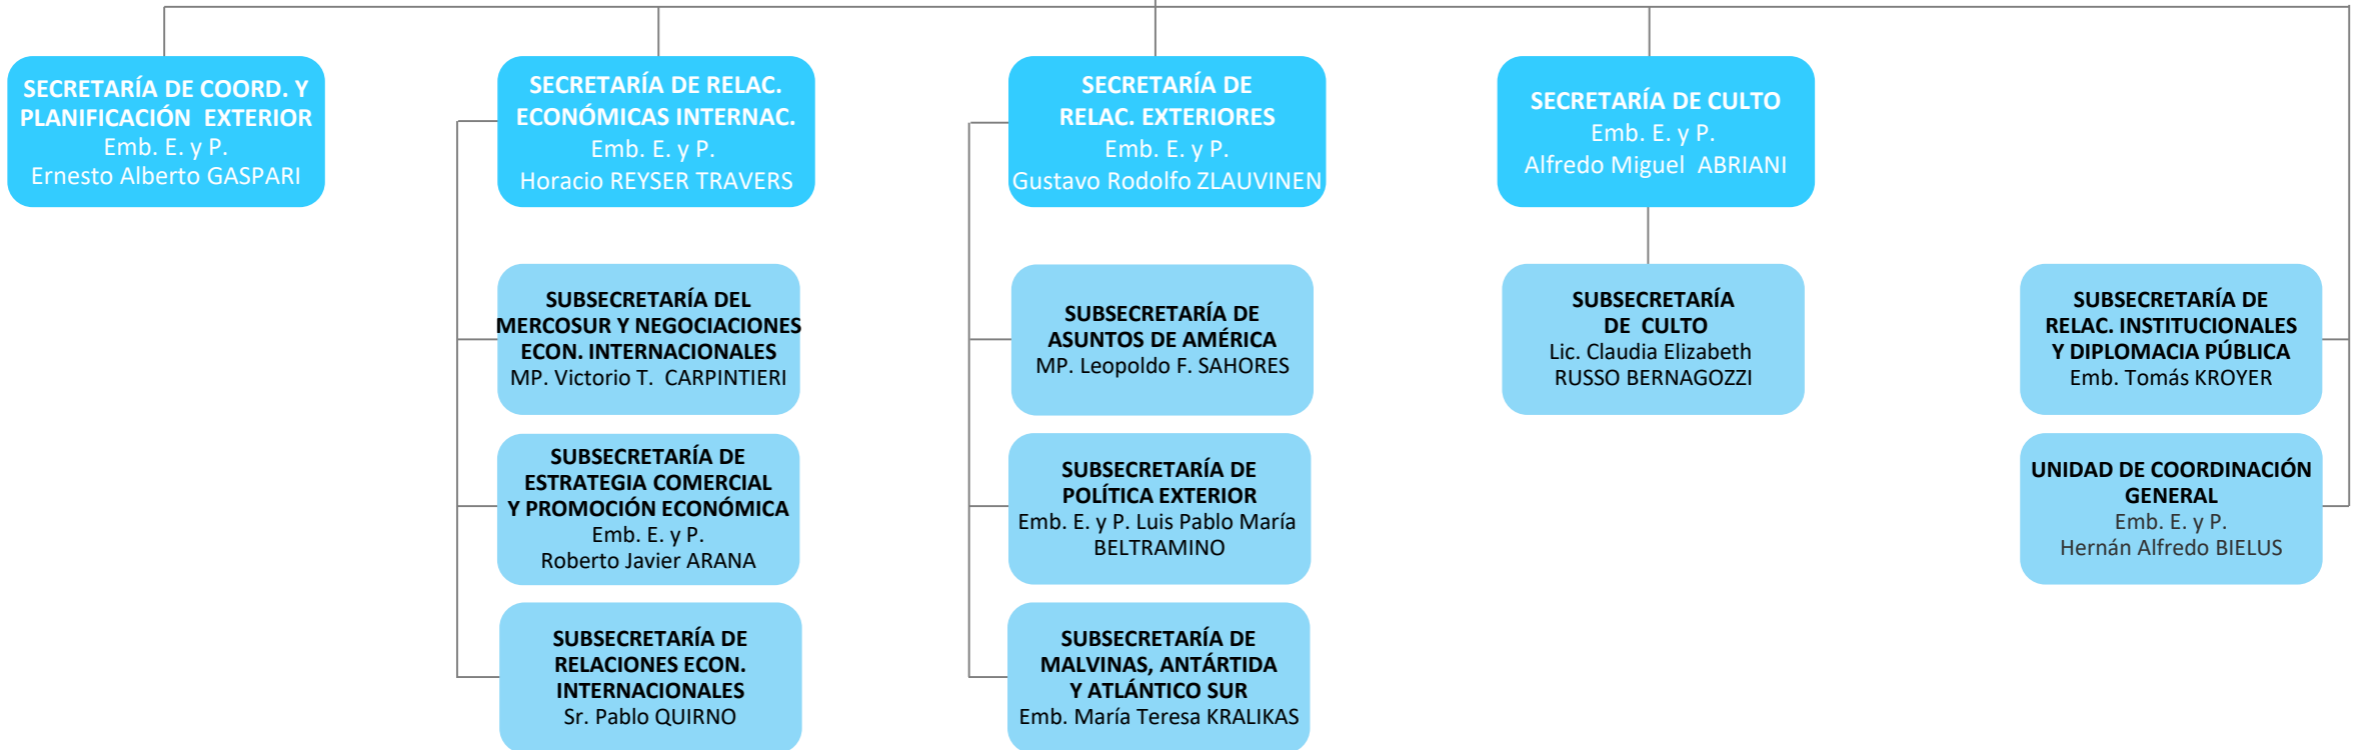 SECRETARÍA DE COORD. Y
PLANIFICACIÓN EXTERIOR
Emb. E. y P.
Ernesto Alberto GASPARI
SECRETARÍA DE RELAC.
ECONÓMICAS INTERNAC.
Emb. E. y P.
Horacio REYSER TRAVERS
SECRETARÍA DE
RELAC. EXTERIORES
Emb. E. y P.
Gustavo Rodolfo ZLAUVINEN
SECRETARÍA DE CULTO
Emb. E. y P.
Alfredo Miguel ABRIANI
SUBSECRETARÍA DEL
MERCOSUR Y NEGOCIACIONES
ECON. INTERNACIONALES
MP. Victorio T. CARPINTIERI
SUBSECRETARÍA DE
ASUNTOS DE AMÉRICA
MP. Leopoldo F. SAHORES
SUBSECRETARÍA
DE CULTO
Lic. Claudia Elizabeth
RUSSO BERNAGOZZI
SUBSECRETARÍA DE
RELAC. INSTITUCIONALES
Y DIPLOMACIA PÚBLICA
Emb. Tomás KROYER
SUBSECRETARÍA DE
ESTRATEGIA COMERCIAL
Y PROMOCIÓN ECONÓMICA
Emb. E. y P.
Roberto Javier ARANA
SUBSECRETARÍA DE
POLÍTICA EXTERIOR
Emb. E. y P. Luis Pablo María
BELTRAMINO
UNIDAD DE COORDINACIÓN
GENERAL
Emb. E. y P.
Hernán Alfredo BIELUS
SUBSECRETARÍA DE
RELACIONES ECON.
INTERNACIONALES
Sr. Pablo QUIRNO
SUBSECRETARÍA DE
MALVINAS, ANTÁRTIDA
Y ATLÁNTICO SUR
Emb. María Teresa KRALIKAS